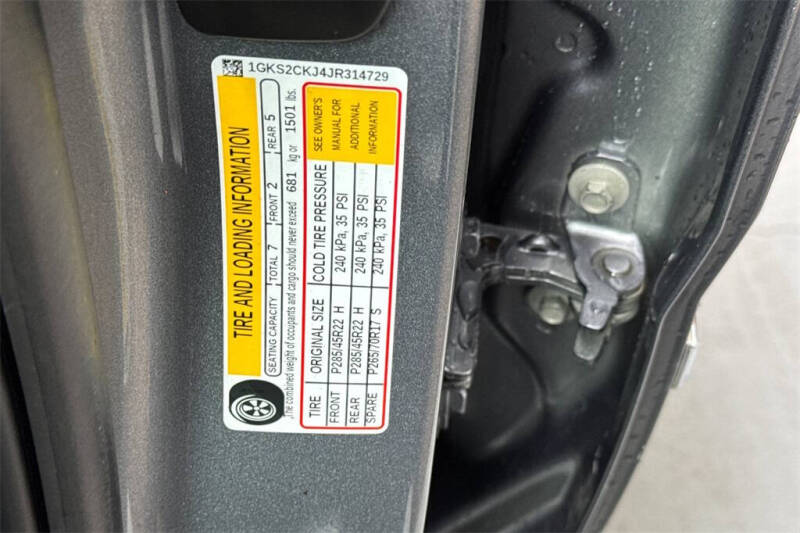 1GKS2CKJ4JR314729
TIRE AND LOADING INFORMATION
SEATING CAPACITY TOTAL 7 FRONT 2 REAR 5
The combined weight of occupants and cargo should never exceed 681 kg or 1501 lbs.
TIRE ORIGINAL SIZE COLD TIRE PRESSURE SEE OWNER'S
FRONT P285/45R22 H 240 kPa, 35 PSI MANUAL FOR
REAR P285/45R22 H 240 kPa, 35 PSI ADDITIONAL
SPARE P265/70R17 S 240 kPa, 35 PSI INFORMATION